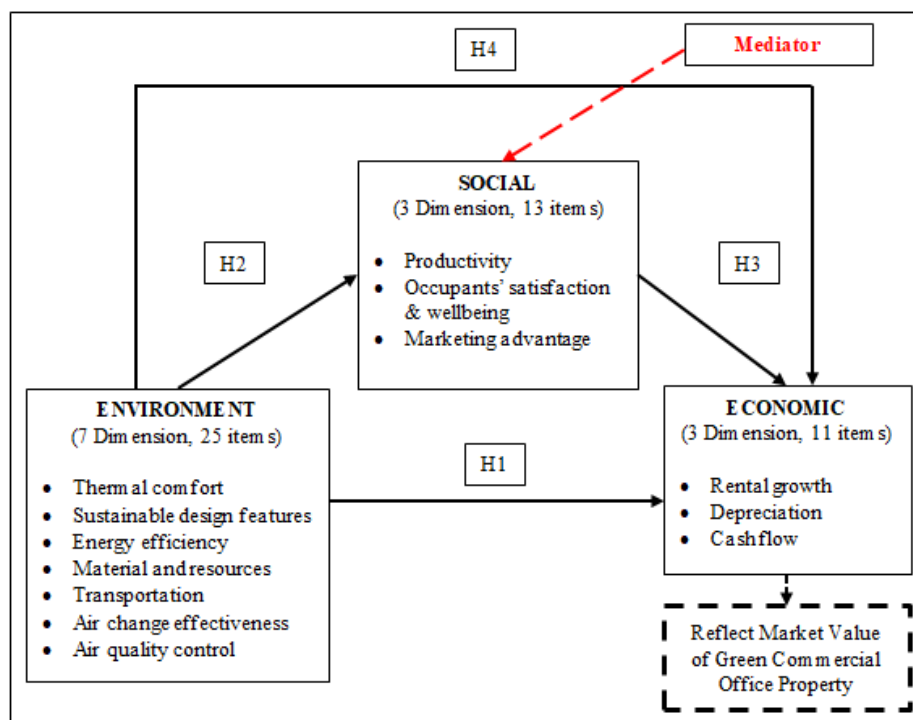 H4
Mediator
SOCIAL
(3 Dimension, 13 items)
• Productivity
• Occupants' satisfaction
& wellbeing
• Marketing advantage
H2
H3
ENVIRONMENT
(7 Dimension, 25 items)
• Thermal comfort
• Sustainable design features
• Energy efficiency
• Material and resources
• Transportation
• Air change effectiveness
• Air quality control
H1
ECONOMIC
(3 Dimension, 11 items)
• Rental growth
• Depreciation
• Cashflow
Reflect Market Value
of Green Commercial
Office Property